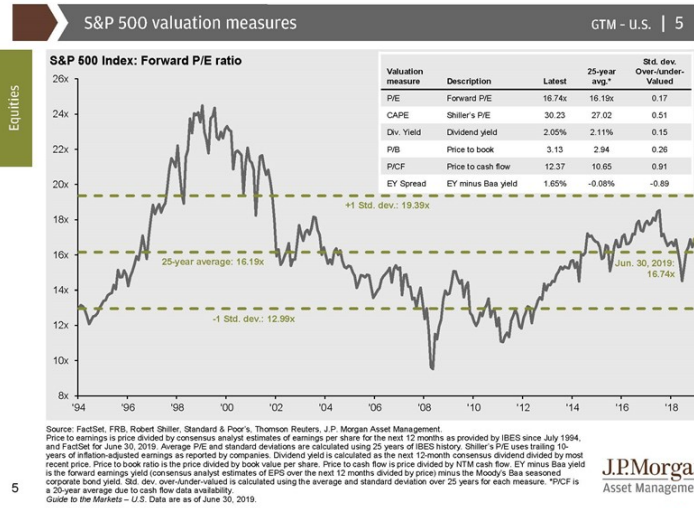 S&P 500 valuation measures
GTM – U.S. | 5
Equities
S&P 500 Index: Forward P/E ratio
Valuation measure Description Latest 25-year avg.* Std. dev. Over-/under-Valued
P/E Forward P/E 16.74x 16.19x 0.17
CAPE Shiller's P/E 30.23 27.02 0.51
Div. Yield Dividend yield 2.05% 2.11% 0.15
P/B Price to book 3.13 2.94 0.26
P/CF Price to cash flow 12.37 10.65 0.91
EY Spread EY minus Baa yield 1.65% -0.08% -0.89
26x
24x
22x
20x
18x
16x
14x
12x
10x
8x
+1 Std. dev.: 19.39x
25-year average: 16.19x
Jun. 30, 2019:
16.74x
-1 Std. dev.: 12.99x
'94 '96 '98 '00 '02 '04 '06 '08 '10 '12 '14 '16 '18
Source: FactSet, FRB, Robert Shiller, Standard & Poor's, Thomson Reuters, J.P. Morgan Asset Management.
Price to earnings is price divided by consensus analyst estimates of earnings per share for the next 12 months as provided by IBES since July 1994,
and FactSet for June 30, 2019. Average P/E and standard deviations are calculated using 25 years of IBES history. Shiller's P/E uses trailing 10-
years of inflation-adjusted earnings as reported by companies. Dividend yield is calculated as the next 12-month consensus dividend divided by most
recent price. Price to book ratio is the price divided by book value per share. Price to cash flow is price divided by NTM cash flow. EY minus Baa yield
is the forward earnings yield (consensus analyst estimates of EPS over the next 12 months divided by price) minus the Moody's Baa seasoned
corporate bond yield. Std. dev. over-/under-valued is calculated using the average and standard deviation over 25 years for each measure. *P/CF is
a 20-year average due to cash flow data availability.
Guide to the Markets – U.S. Data are as of June 30, 2019.
5
J.P.Morga
Asset Manageme